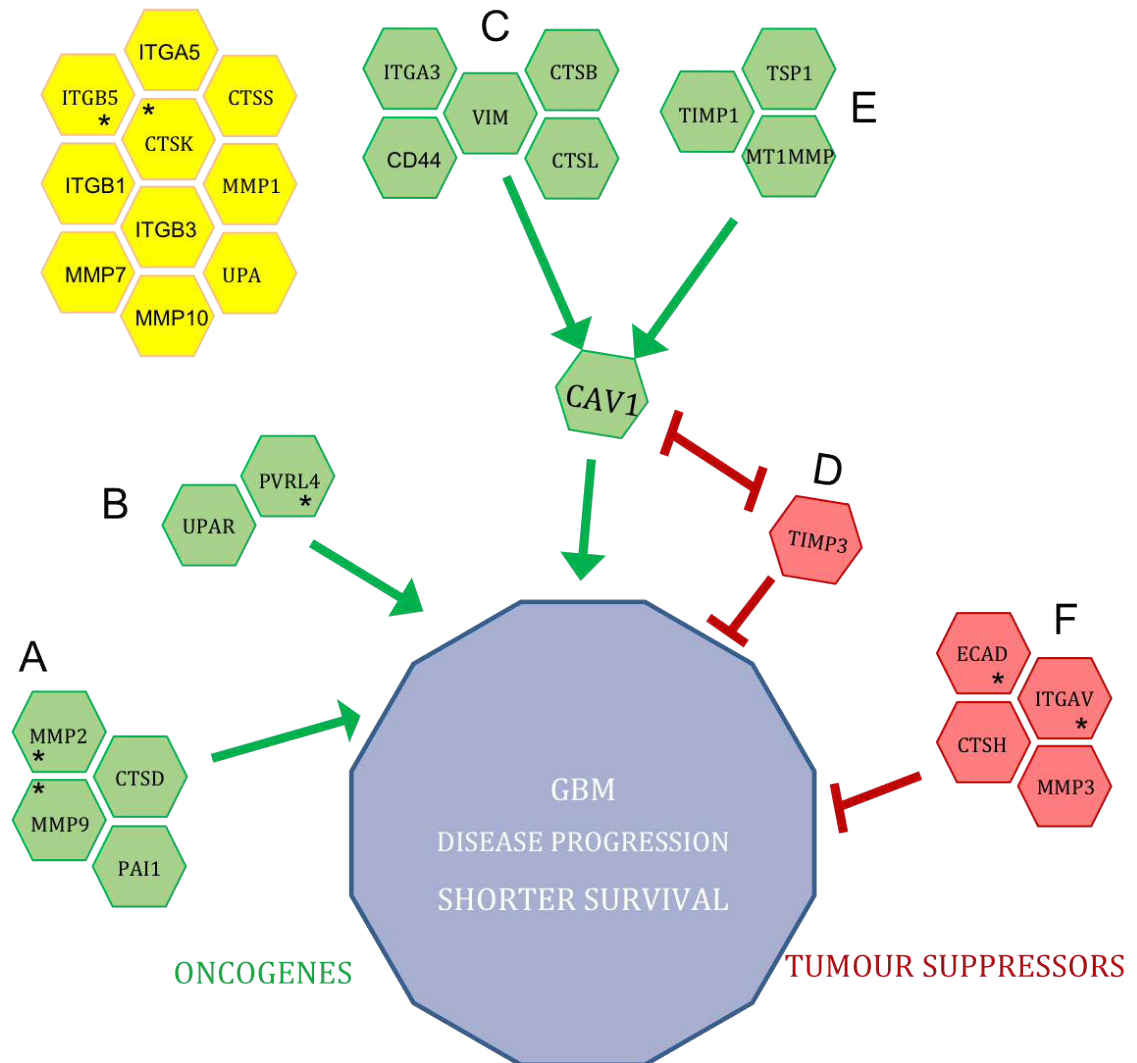 ITGA5
ITGB5
*
CTSS
*
CTSK
ITGB1
MMP1
ITGB3
MMP7
UPA
MMP10
C
ITGA3
CTSB
VIM
CD44
CTSL
E
TSP1
TIMP1
MT1MMP
CAV1
D
TIMP3
B
PVRL4
*
UPAR
A
MMP2
*
CTSD
*
MMP9
PAI1
F
ECAD
*
ITGAV
*
CTSH
MMP3
GBM
DISEASE PROGRESSION
SHORTER SURVIVAL
ONCOGENES
TUMOUR SUPPRESSORS